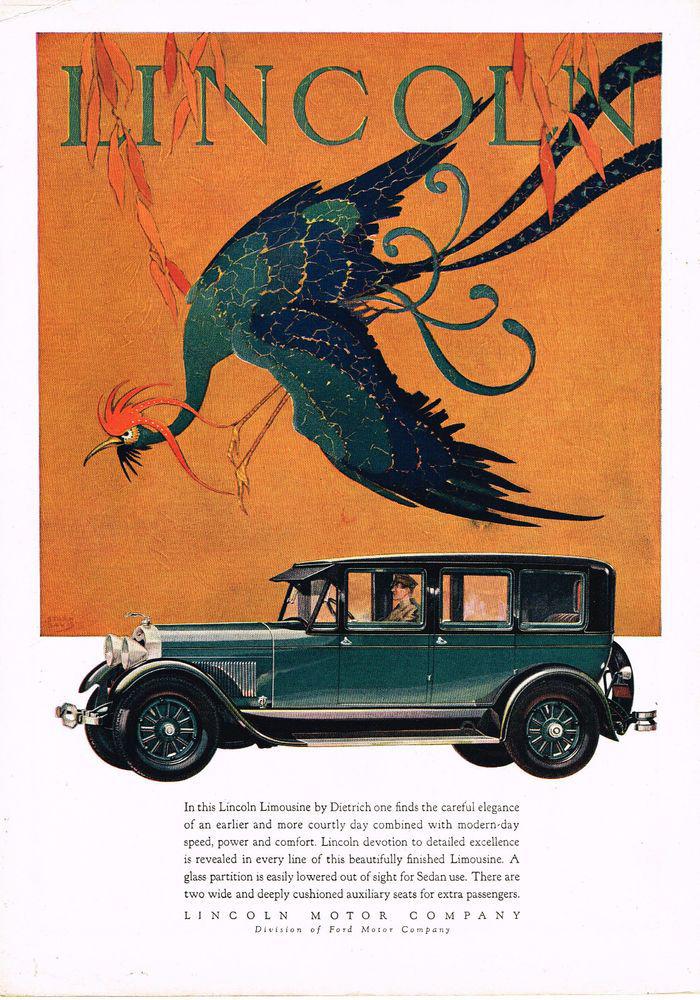 LINCOLN
STARK
DAVIS
In this Lincoln Limousine by Dietrich one finds the careful elegance
of an earlier and more courtly day combined with modern-day
speed, power and comfort. Lincoln devotion to detailed excellence
is revealed in every line of this beautifully finished Limousine. A
glass partition is easily lowered out of sight for Sedan use. There are
two wide and deeply cushioned auxiliary seats for extra passengers.
LINCOLN MOTOR COMPANY
Division of Ford Motor Company